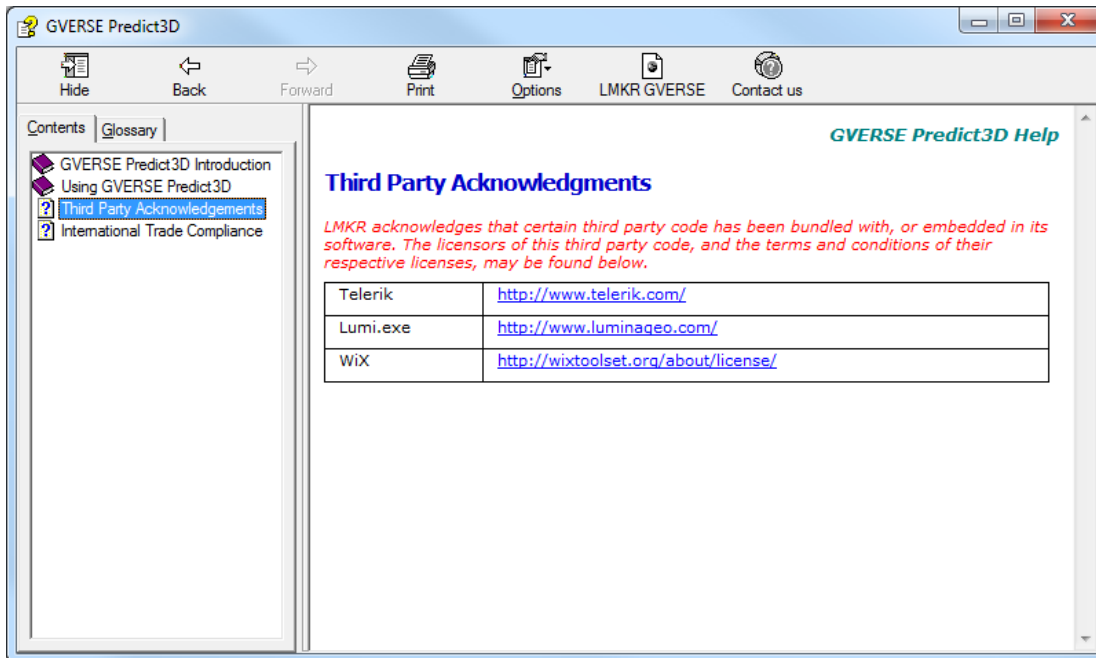 GVERSE Predict3D
Hide Back Forward Print Options LMKR GVERSE Contact us
Contents Glossary
GVERSE Predict3D Introduction
Using GVERSE Predict3D
Third Party Acknowledgements
International Trade Compliance
GVERSE Predict3D Help
Third Party Acknowledgments
LMKR acknowledges that certain third party code has been bundled with, or embedded in its
software. The licensors of this third party code, and the terms and conditions of their
respective licenses, may be found below.
Telerik http://www.telerik.com/
Lumi.exe http://www.luminageo.com/
WiX http://wixtoolset.org/about/license/